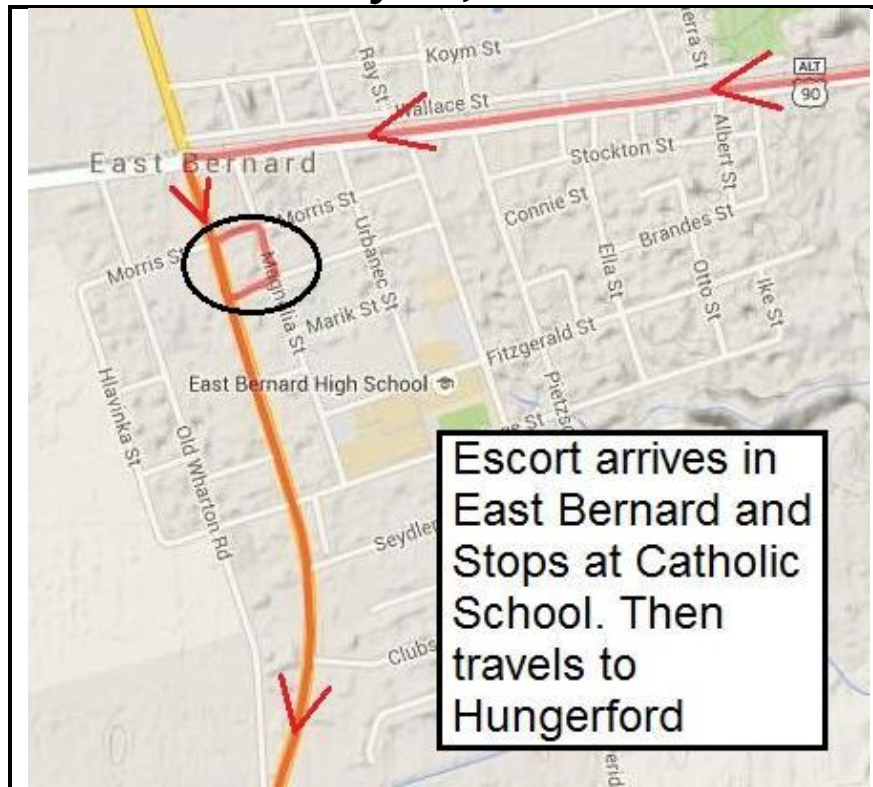 Koym St
Ray St
Wallace St
ALT
90
Albert St
East Bernard
Stockton St
Connie St
Morris St
Brandes St
Morris St
Magnolia St
Urbanec St
Ella St
Otto St
Ike St
Marik St
Fitzgerald St
East Bernard High School
Hlavinka St
Old Wharton Rd
St
Escort arrives in
East Bernard and
Stops at Catholic
School. Then
travels to
Hungerford